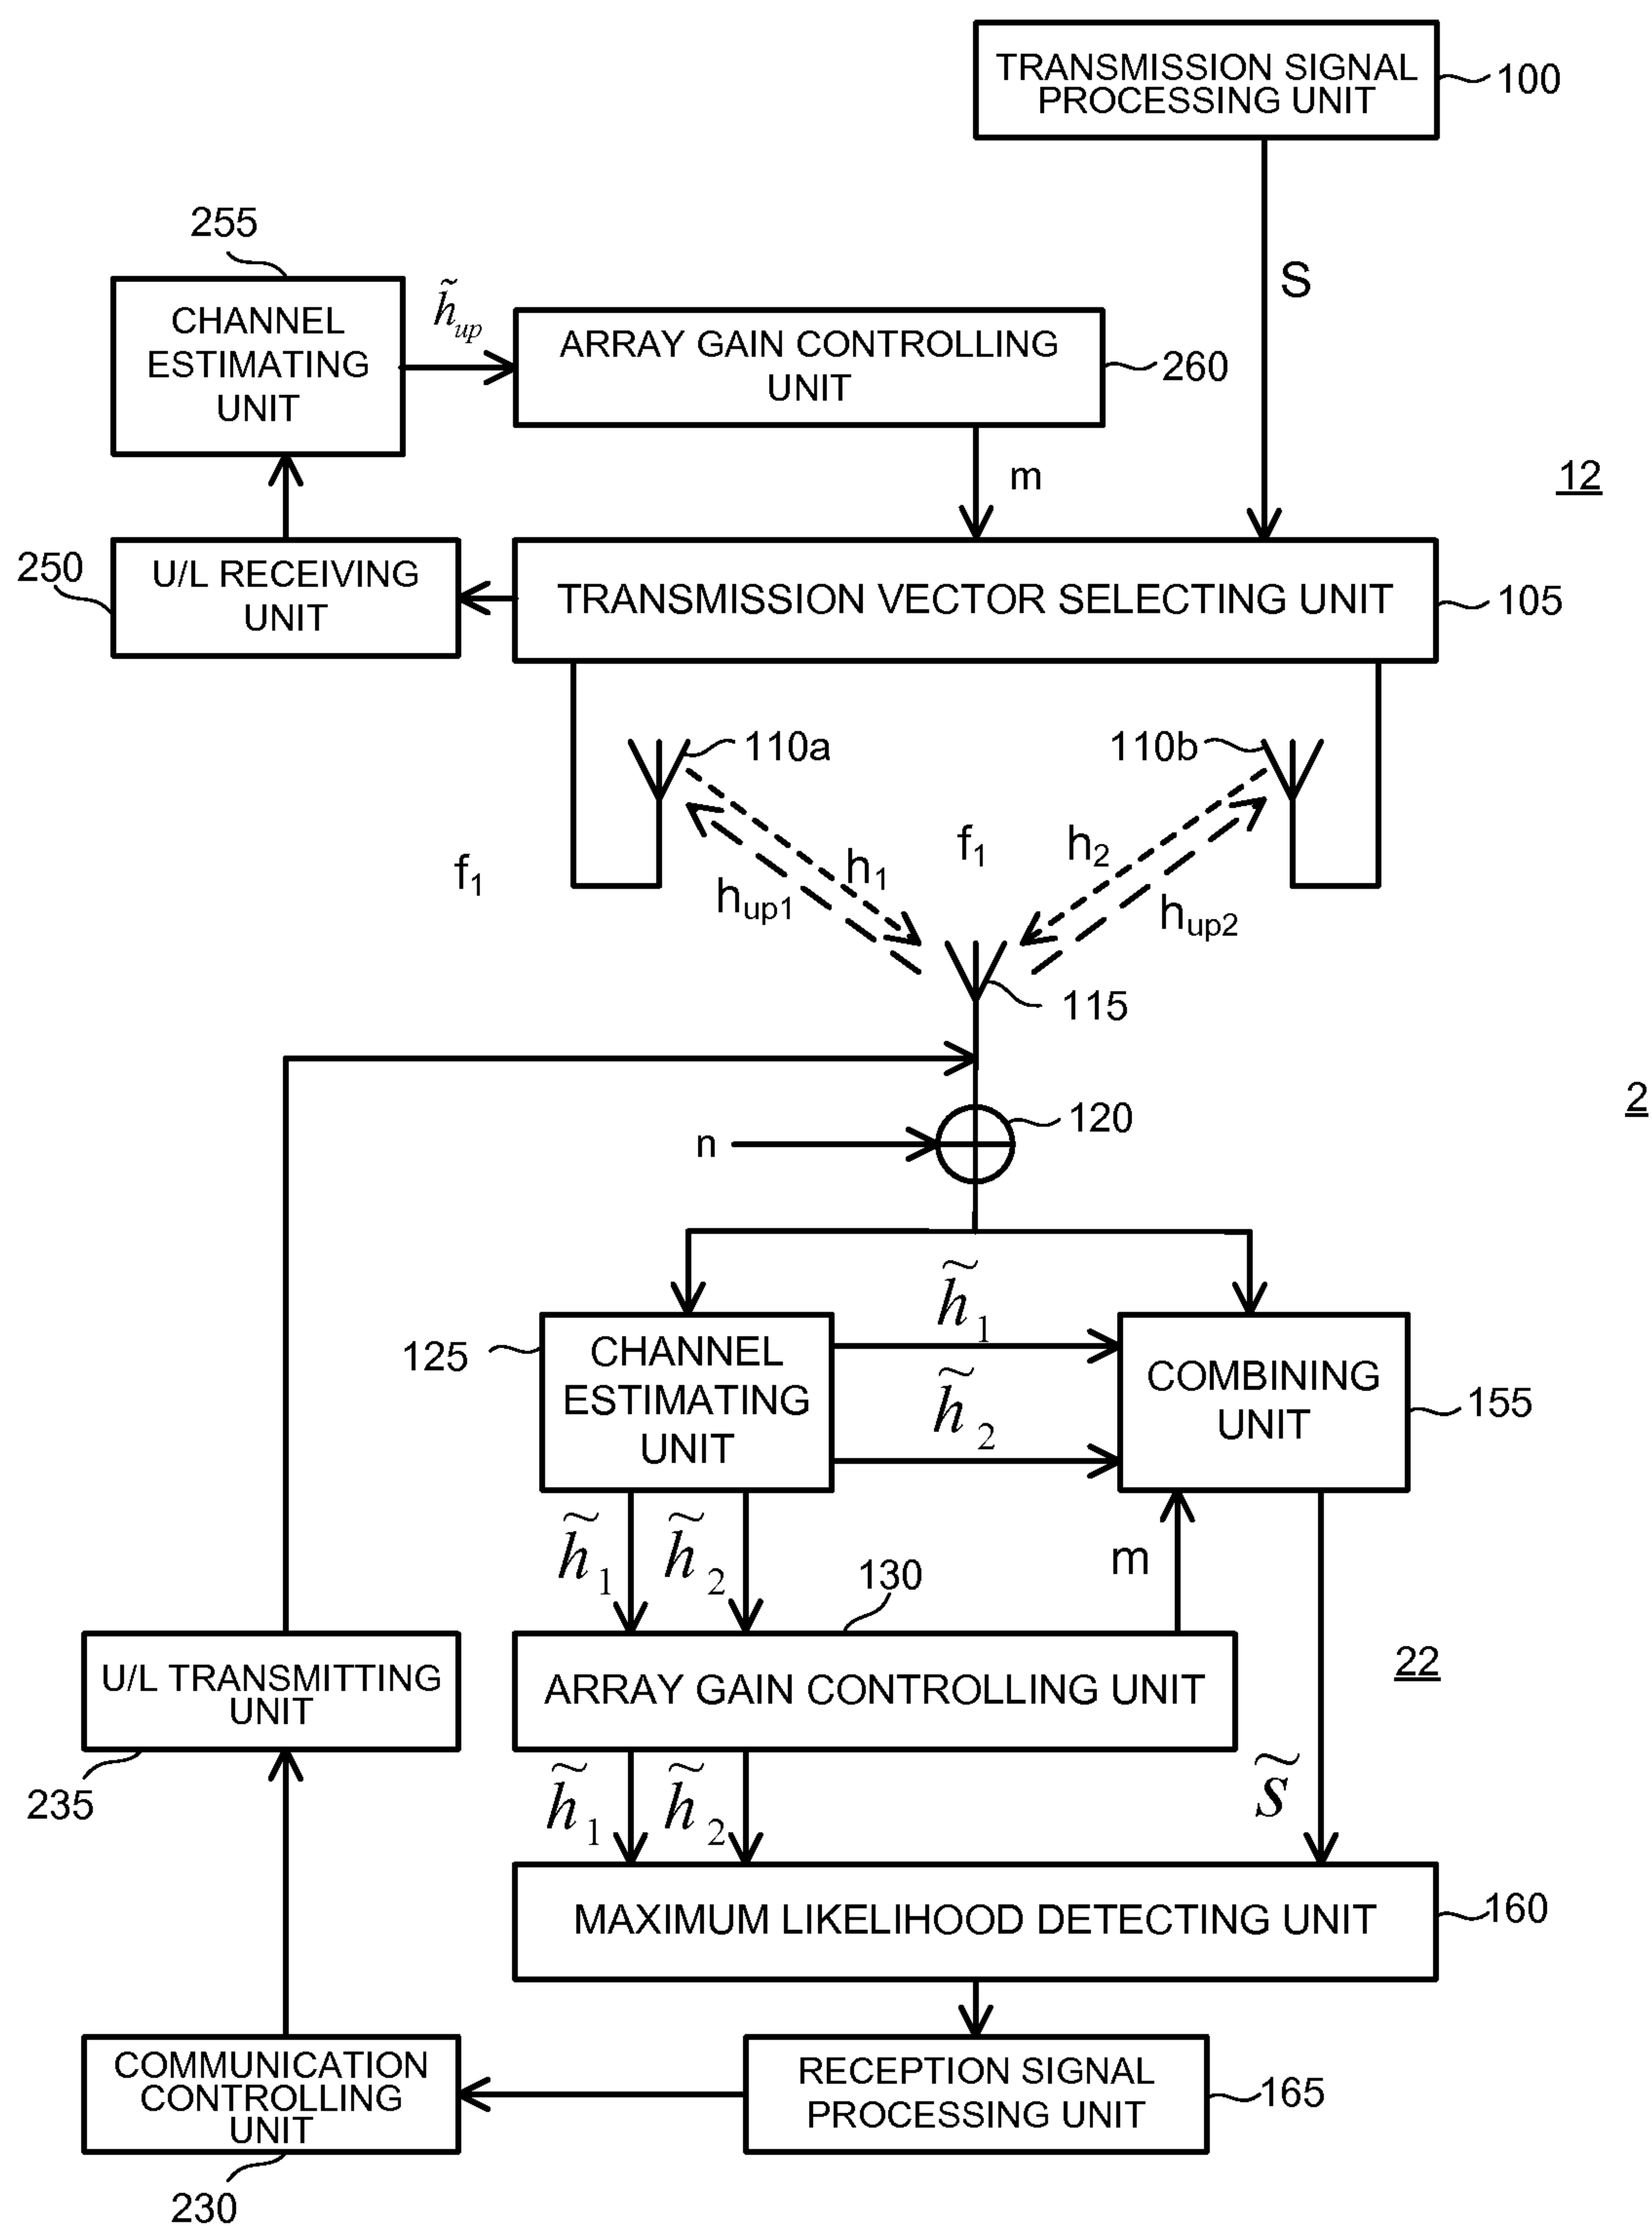 TRANSMISSION SIGNAL
PROCESSING UNIT
100
255
S
CHANNEL
ESTIMATING
UNIT
h̃up
ARRAY GAIN CONTROLLING
UNIT
260
m
12
250
U/L RECEIVING
UNIT
TRANSMISSION VECTOR SELECTING UNIT
105
110a
110b
f1
h1
hup1
f1
h2
hup2
115
2
n
120
h̃1
125
CHANNEL
ESTIMATING
UNIT
h̃2
COMBINING
UNIT
155
h̃1
h̃2
m
130
U/L TRANSMITTING
UNIT
ARRAY GAIN CONTROLLING UNIT
22
235
h̃1
h̃2
s̃
MAXIMUM LIKELIHOOD DETECTING UNIT
160
COMMUNICATION
CONTROLLING
UNIT
RECEPTION SIGNAL
PROCESSING UNIT
165
230